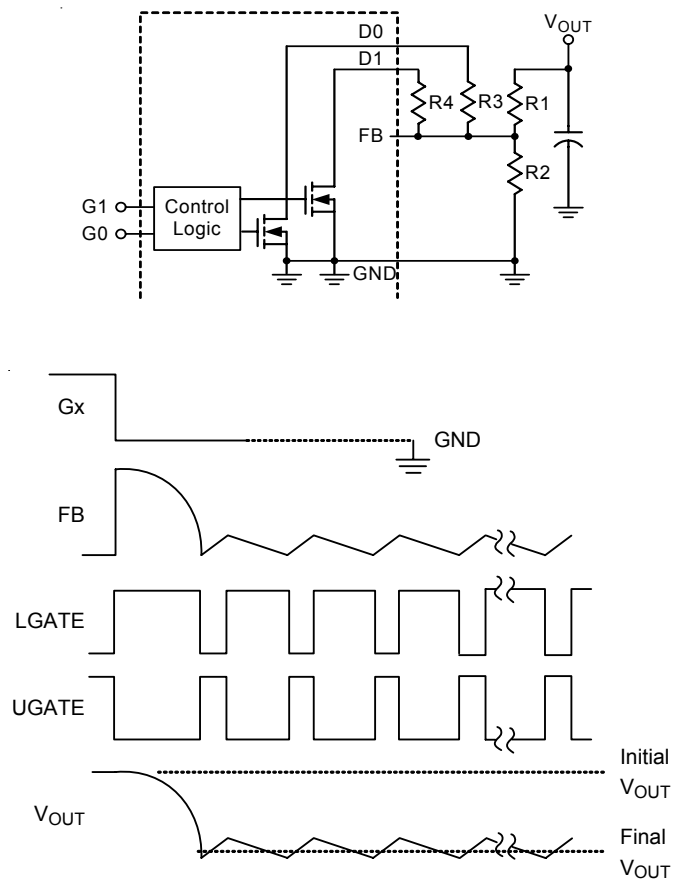 D0
VOUT
D1
R4
R3
R1
FB
R2
G1
G0
Control
Logic
GND
Gx
GND
FB
LGATE
UGATE
Initial
VOUT
VOUT
Final
VOUT